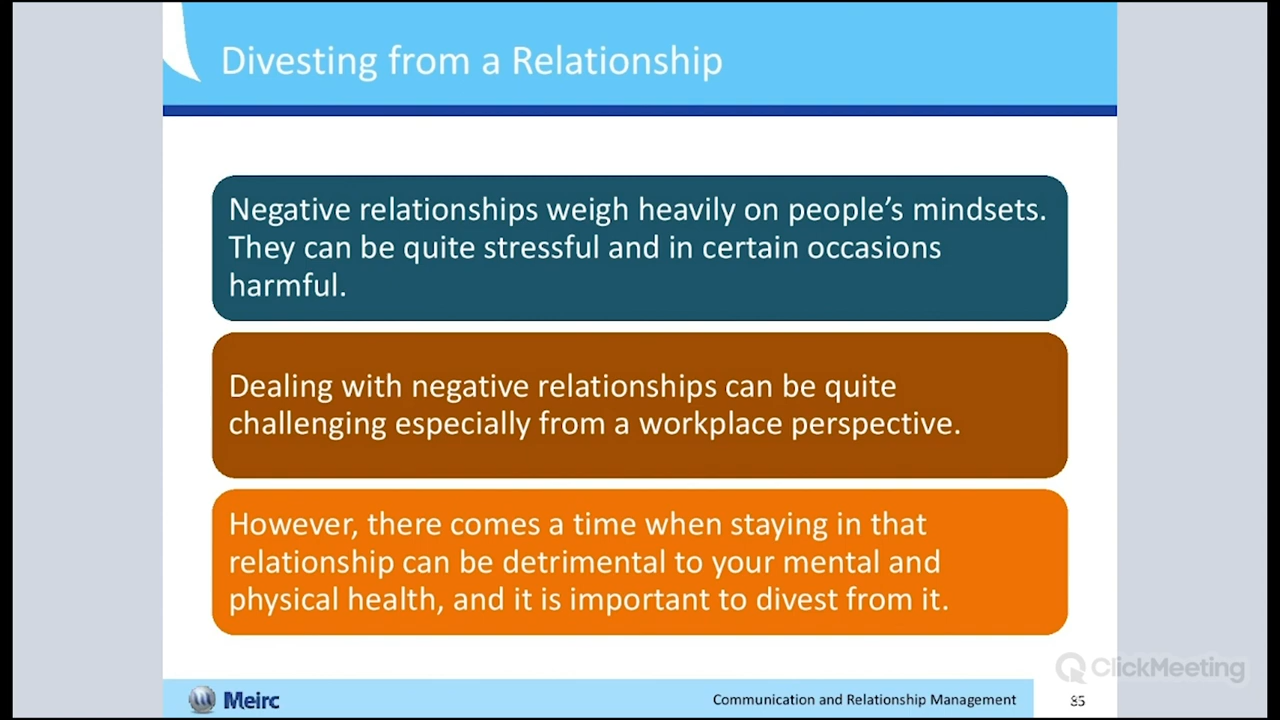 Divesting from a Relationship
Negative relationships weigh heavily on people’s mindsets.
They can be quite stressful and in certain occasions
harmful.
Dealing with negative relationships can be quite
challenging especially from a workplace perspective.
However, there comes a time when staying in that
relationship can be detrimental to your mental and
physical health, and it is important to divest from it.
ClickMeeting
Meirc
Communication and Relationship Management
85